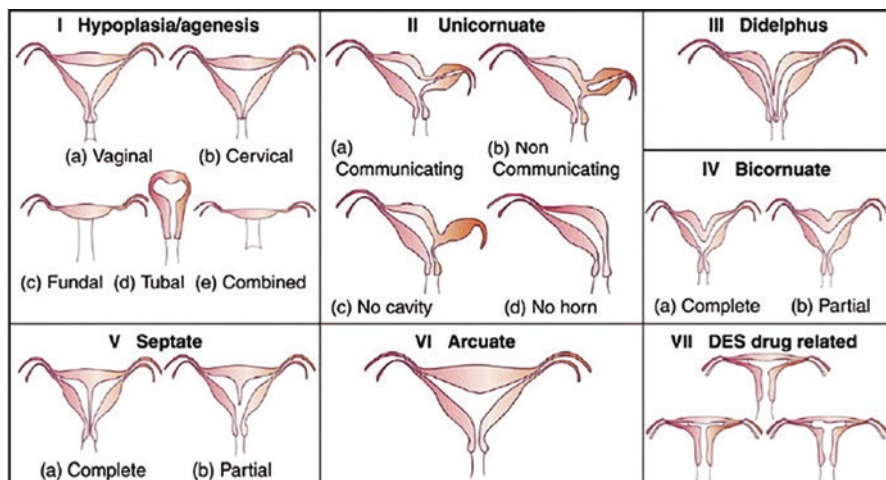 I Hypoplasia/agenesis
(a) Vaginal (b) Cervical
(c) Fundal (d) Tubal (e) Combined
II Unicornuate
(a) Communicating (b) Non Communicating
(c) No cavity (d) No horn
III Didelphus
IV Bicornuate
(a) Complete (b) Partial
V Septate
(a) Complete (b) Partial
VI Arcuate
VII DES drug related